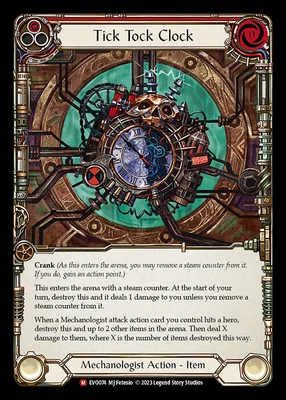 Tick Tock Clock
Crank (As this enters the arena, you may remove a steam counter from it.
If you do, gain an action point.)
This enters the arena with a steam counter. At the start of your
turn, destroy this and it deals 1 damage to you unless you remove a
steam counter from it.
When a Mechanologist attack action card you control hits a hero,
destroy this and up to 2 other items in the arena. Then deal X
damage to them, where X is the number of items destroyed this way.
Mechanologist Action - Item
M EVO074 MJ Fetesio © 2023 Legend Story Studios